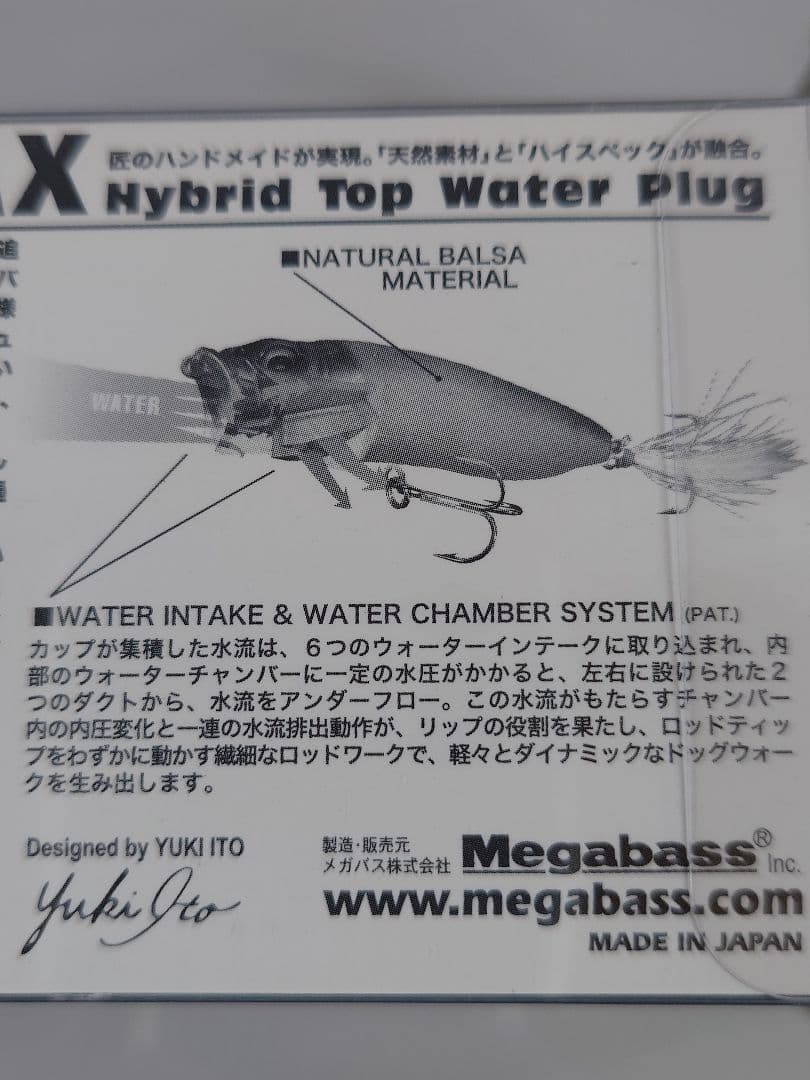 X 匠のハンドメイドが実現。「天然素材」と「ハイスペック」が融合。
Hybrid Top Water Plug
■NATURAL BALSA
MATERIAL
WATER
■WATER INTAKE & WATER CHAMBER SYSTEM (PAT.)
カップが集積した水流は、6つのウォーターインテークに取り込まれ、内
部のウォーターチャンバーに一定の水圧がかかると、左右に設けられた2
つのダクトから、水流をアンダーフロー。この水流がもたらすチャンバー
内の内圧変化と一連の水流排出動作が、リップの役割を果たし、ロッドティッ
プをわずかに動かす繊細なロッドワークで、軽々とダイナミックなドッグウォー
クを生み出します。
Designed by YUKI ITO
Yuki Ito
製造・販売元
メガバス株式会社
Megabass® Inc.
www.megabass.com
MADE IN JAPAN